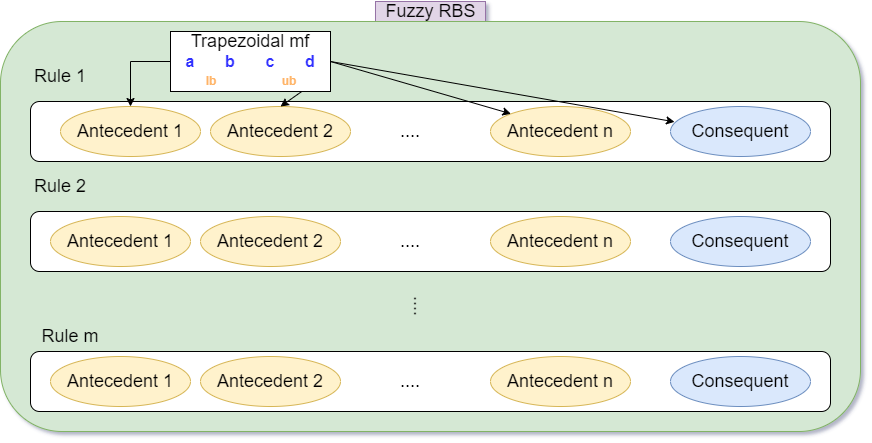 Fuzzy RBS
Trapezoidal mf
a b c d
lb ub
Rule 1
Antecedent 1 Antecedent 2 .... Antecedent n Consequent
Rule 2
Antecedent 1 Antecedent 2 .... Antecedent n Consequent
....
Rule m
Antecedent 1 Antecedent 2 .... Antecedent n Consequent